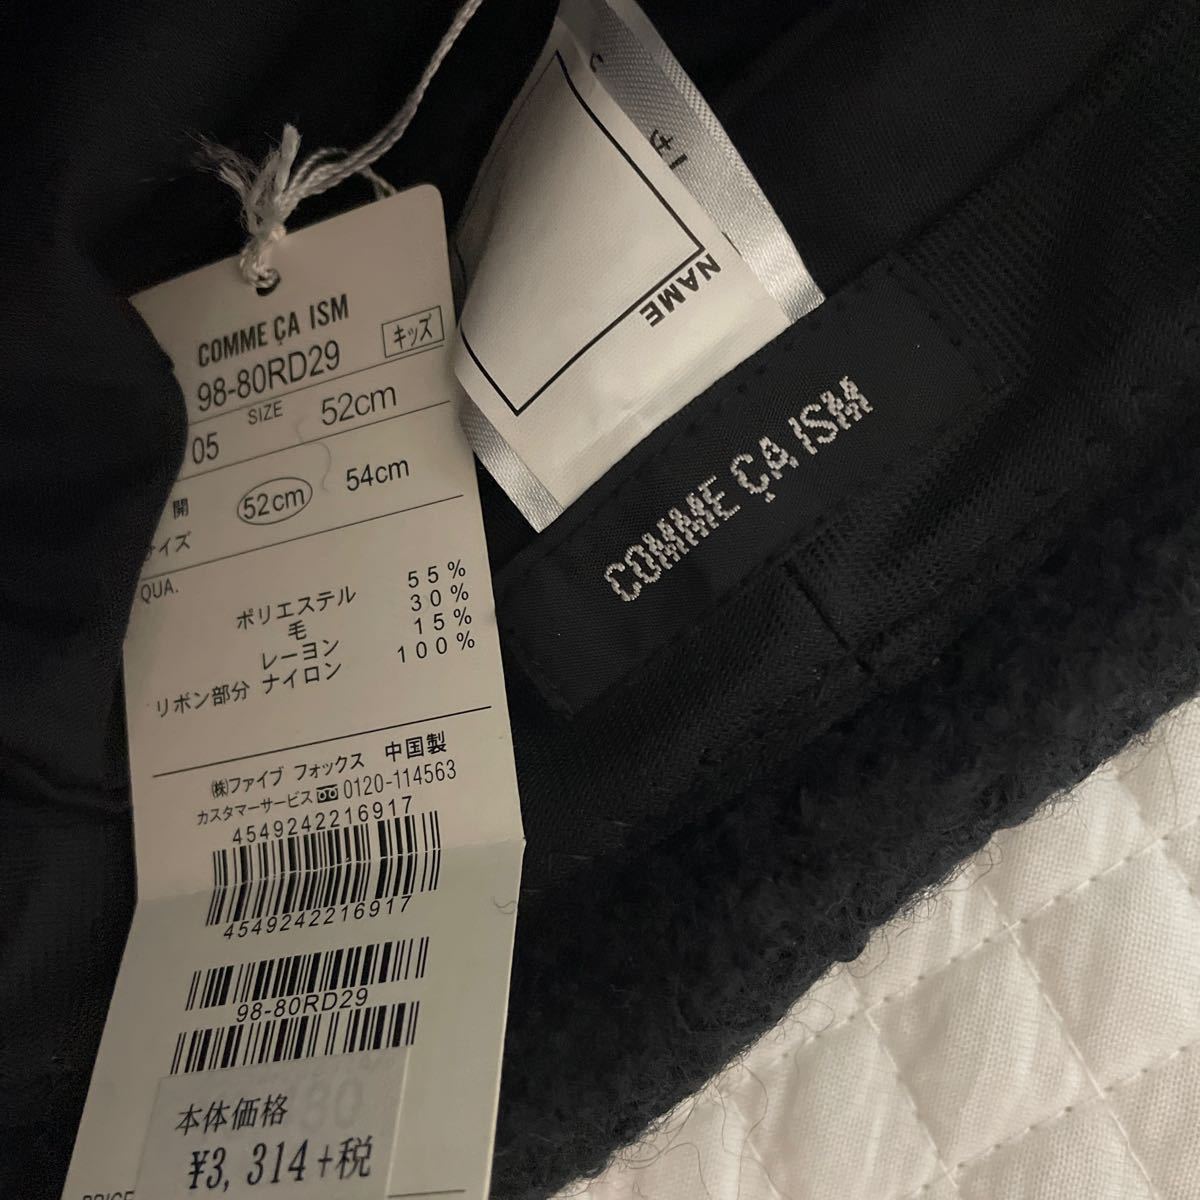 COMME ÇA ISM
キッズ
98-80RD29
SIZE
05 52cm
開
イズ
52cm 54cm
QUA.
ポリエステル 55%
毛 30%
レーヨン 15%
リボン部分 ナイロン 100%
㈱ファイブ フォックス 中国製
カスタマーサービス 0120-114563
4549242216917
4549242216917
98-80RD29
本体価格
¥3,314+税
NAME
COMME ÇA ISM